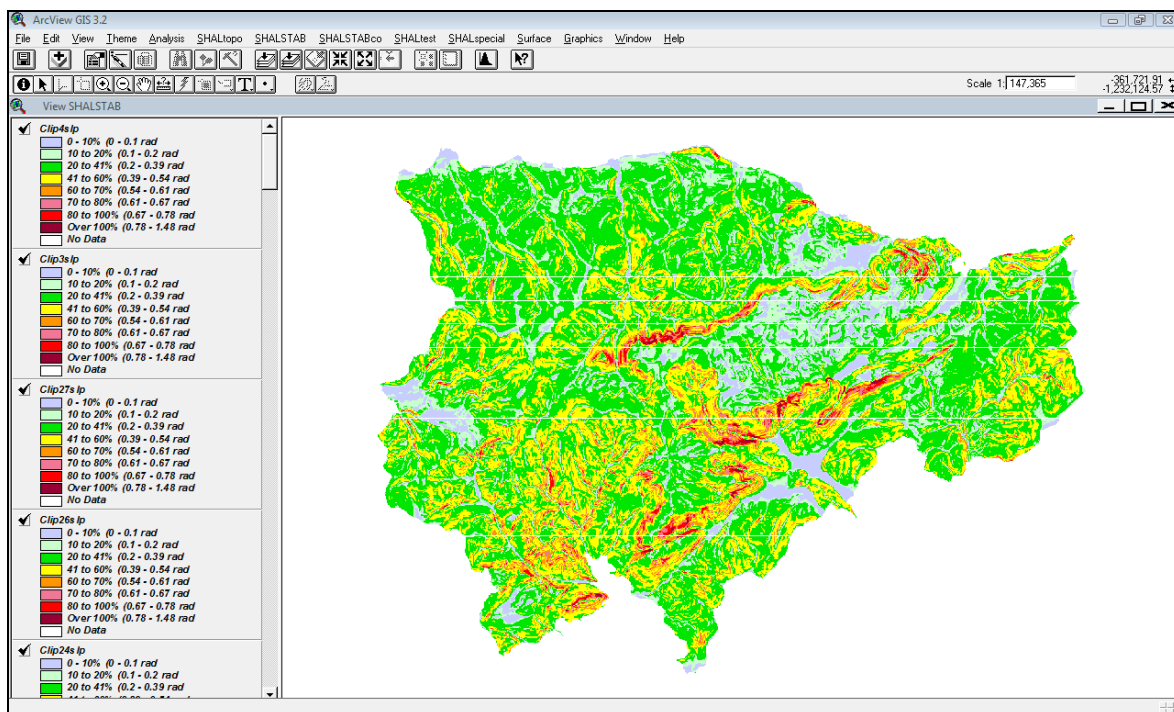 ArcView GIS 3.2
File Edit View Theme Analysis SHALtopo SHALSTAB SHALSTABco SHALtest SHALspecial Surface Graphics Window Help
Scale 1: 147,365
-361,721.91
-1,232,124.57
View SHALSTAB
Clip4slp
0 - 10% (0 - 0.1 rad
10 to 20% (0.1 - 0.2 rad
20 to 41% (0.2 - 0.39 rad
41 to 60% (0.39 - 0.54 rad
60 to 70% (0.54 - 0.61 rad
70 to 80% (0.61 - 0.67 rad
80 to 100% (0.67 - 0.78 rad
Over 100% (0.78 - 1.48 rad
No Data
Clip3slp
0 - 10% (0 - 0.1 rad
10 to 20% (0.1 - 0.2 rad
20 to 41% (0.2 - 0.39 rad
41 to 60% (0.39 - 0.54 rad
60 to 70% (0.54 - 0.61 rad
70 to 80% (0.61 - 0.67 rad
80 to 100% (0.67 - 0.78 rad
Over 100% (0.78 - 1.48 rad
No Data
Clip27slp
0 - 10% (0 - 0.1 rad
10 to 20% (0.1 - 0.2 rad
20 to 41% (0.2 - 0.39 rad
41 to 60% (0.39 - 0.54 rad
60 to 70% (0.54 - 0.61 rad
70 to 80% (0.61 - 0.67 rad
80 to 100% (0.67 - 0.78 rad
Over 100% (0.78 - 1.48 rad
No Data
Clip26slp
0 - 10% (0 - 0.1 rad
10 to 20% (0.1 - 0.2 rad
20 to 41% (0.2 - 0.39 rad
41 to 60% (0.39 - 0.54 rad
60 to 70% (0.54 - 0.61 rad
70 to 80% (0.61 - 0.67 rad
80 to 100% (0.67 - 0.78 rad
Over 100% (0.78 - 1.48 rad
No Data
Clip24slp
0 - 10% (0 - 0.1 rad
10 to 20% (0.1 - 0.2 rad
20 to 41% (0.2 - 0.39 rad